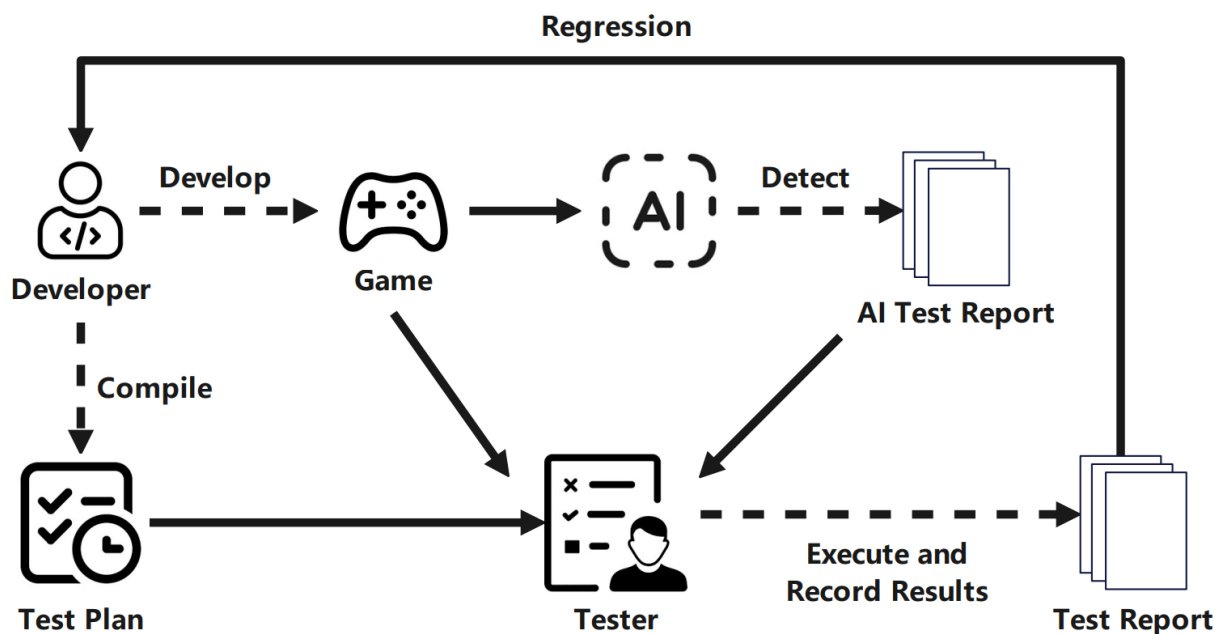 Regression
Develop
Detect
</>
AI
Developer
Game
AI Test Report
Compile
Execute and
Record Results
Test Plan
Tester
Test Report